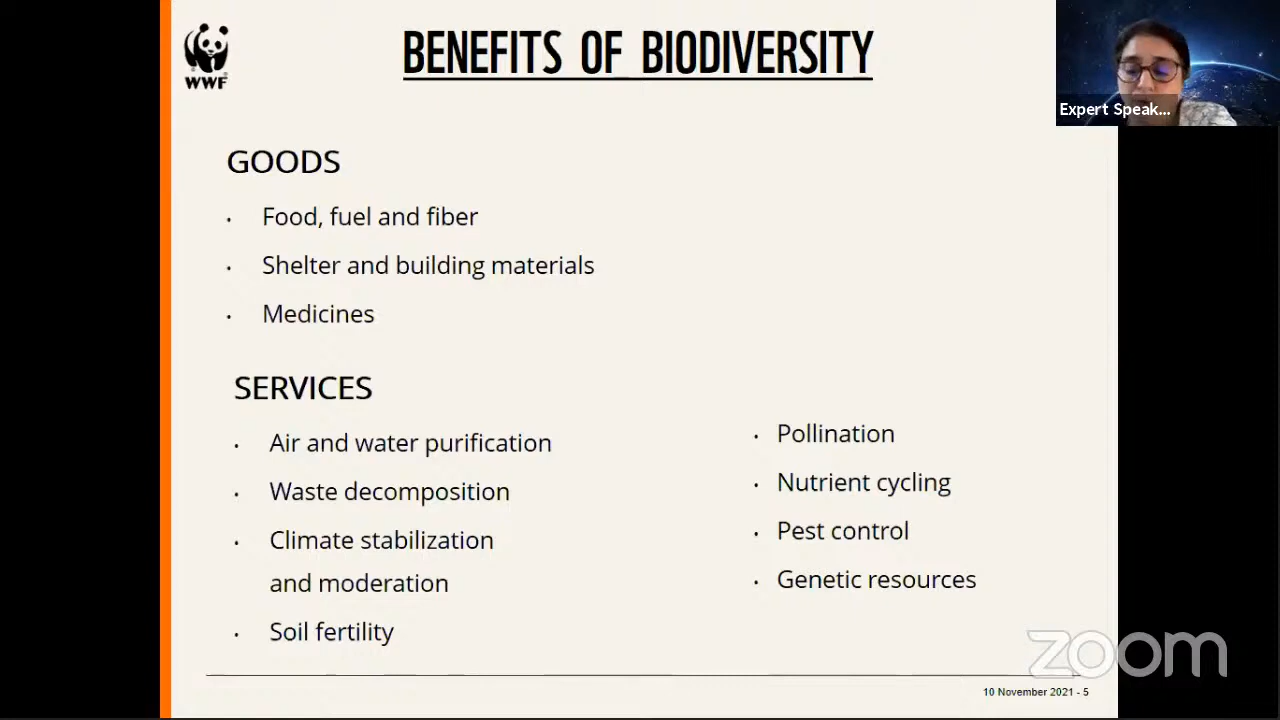 WWF
BENEFITS OF BIODIVERSITY
Expert Speak...
GOODS
• Food, fuel and fiber
• Shelter and building materials
• Medicines
SERVICES
• Air and water purification
• Waste decomposition
• Climate stabilization
and moderation
• Soil fertility
• Pollination
• Nutrient cycling
• Pest control
• Genetic resources
zoom
10 November 2021 - 5